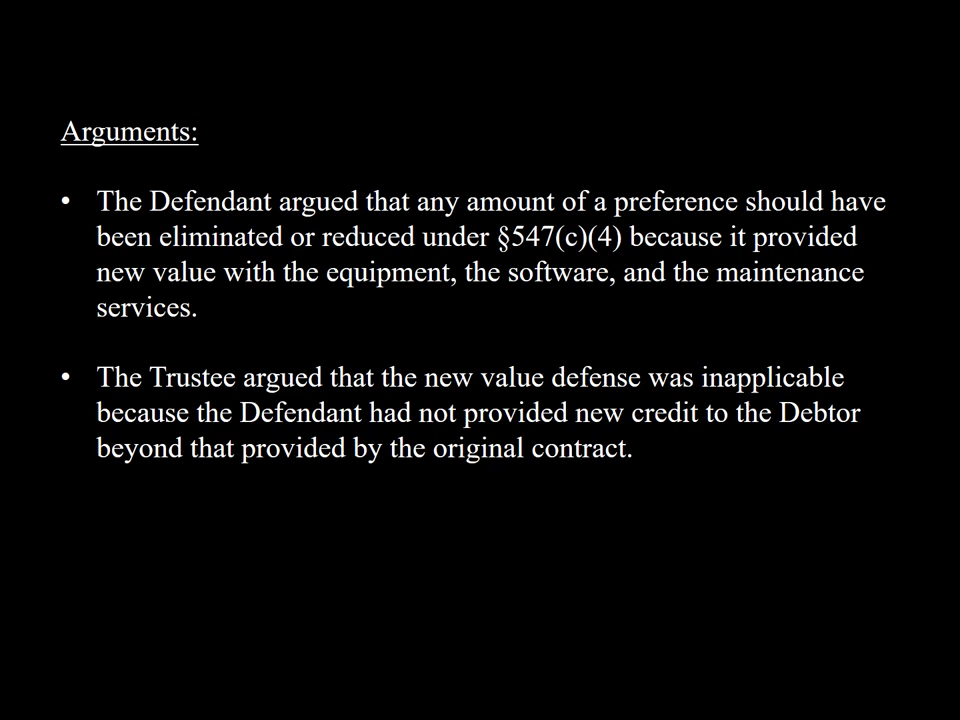 Arguments:
• The Defendant argued that any amount of a preference should have
been eliminated or reduced under §547(c)(4) because it provided
new value with the equipment, the software, and the maintenance
services.
• The Trustee argued that the new value defense was inapplicable
because the Defendant had not provided new credit to the Debtor
beyond that provided by the original contract.